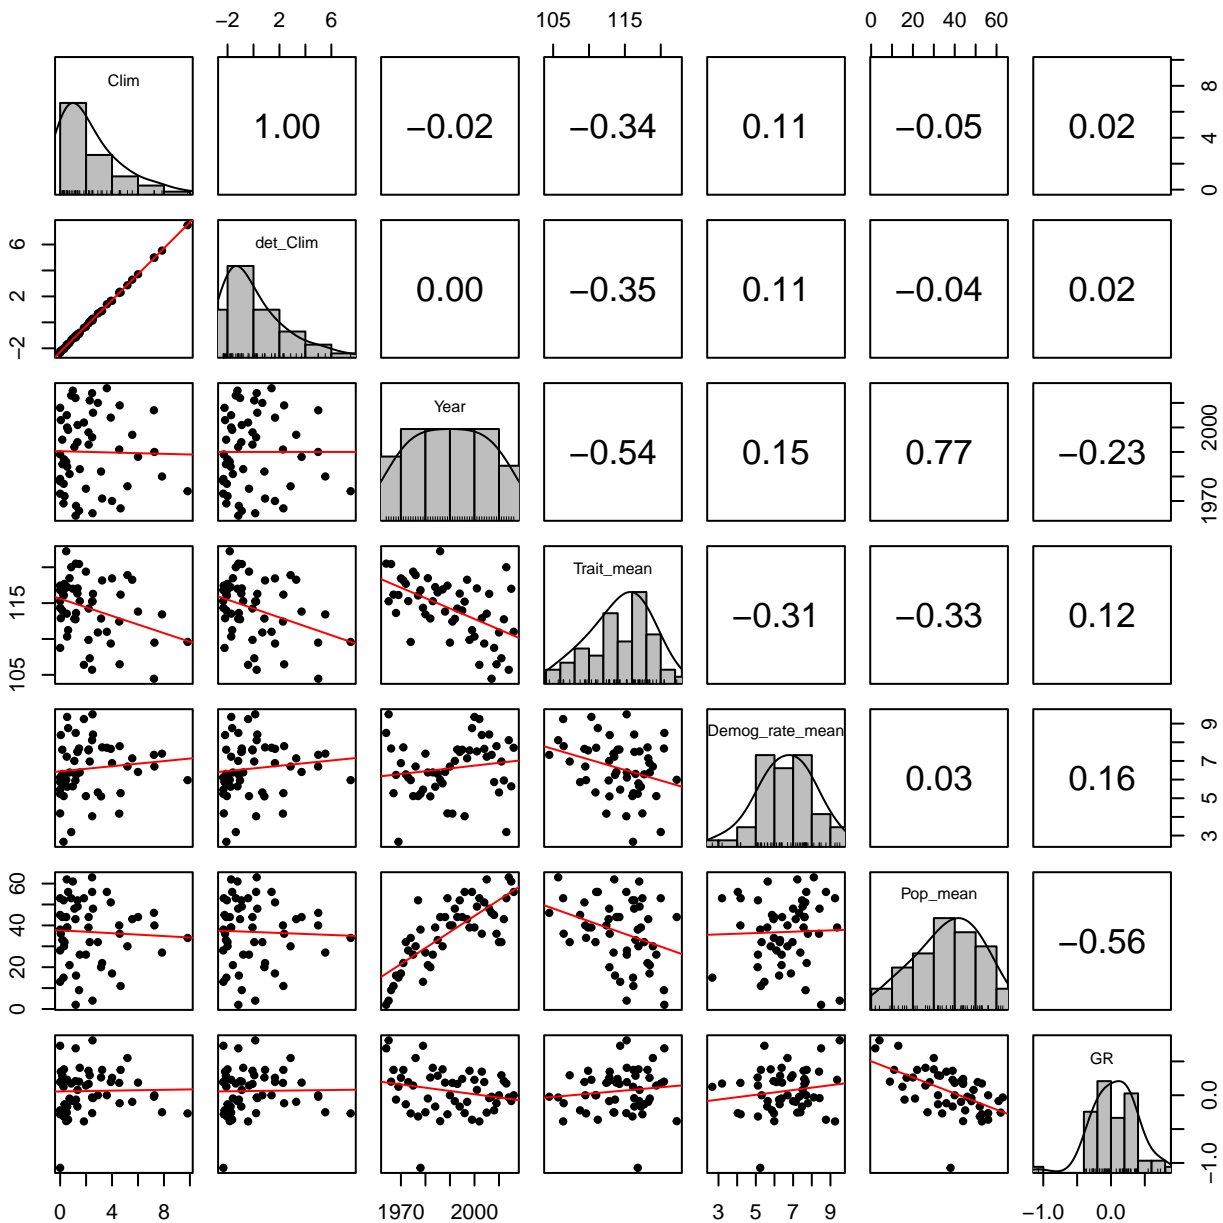 −2 2 6 105 115 0 20 40 60
Clim
1.00 −0.02 −0.34 0.11 −0.05 0.02
0 4 8
−2 2 6
det_Clim
0.00 −0.35 0.11 −0.04 0.02
Year
−0.54 0.15 0.77 −0.23
1970 2000
105 115
Trait_mean
−0.31 −0.33 0.12
Demog_rate_mean
0.03 0.16
3 5 7 9
0 20 40 60
Pop_mean
−0.56
GR
−1.0 0.0
0 4 8 1970 2000 3 5 7 9 −1.0 0.0